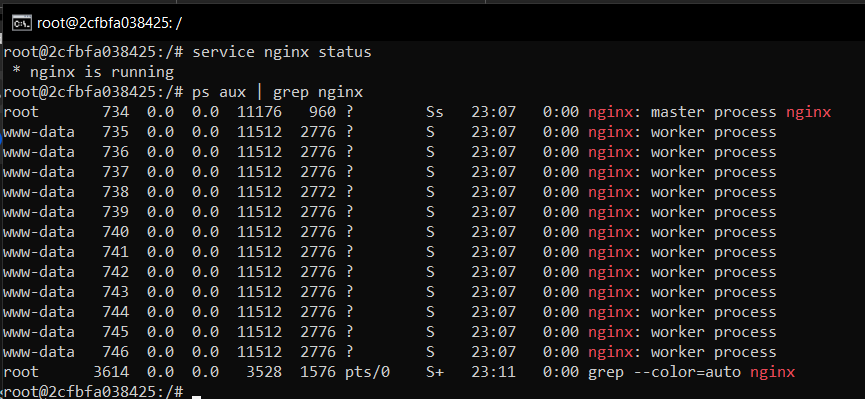 root@2cfbfa038425: /
root@2cfbfa038425:/# service nginx status
 * nginx is running
root@2cfbfa038425:/# ps aux | grep nginx
root       734  0.0  0.0  11176   960 ?        Ss   23:07   0:00 nginx: master process nginx
www-data   735  0.0  0.0  11512  2776 ?        S    23:07   0:00 nginx: worker process
www-data   736  0.0  0.0  11512  2776 ?        S    23:07   0:00 nginx: worker process
www-data   737  0.0  0.0  11512  2776 ?        S    23:07   0:00 nginx: worker process
www-data   738  0.0  0.0  11512  2772 ?        S    23:07   0:00 nginx: worker process
www-data   739  0.0  0.0  11512  2776 ?        S    23:07   0:00 nginx: worker process
www-data   740  0.0  0.0  11512  2776 ?        S    23:07   0:00 nginx: worker process
www-data   741  0.0  0.0  11512  2776 ?        S    23:07   0:00 nginx: worker process
www-data   742  0.0  0.0  11512  2776 ?        S    23:07   0:00 nginx: worker process
www-data   743  0.0  0.0  11512  2776 ?        S    23:07   0:00 nginx: worker process
www-data   744  0.0  0.0  11512  2776 ?        S    23:07   0:00 nginx: worker process
www-data   745  0.0  0.0  11512  2776 ?        S    23:07   0:00 nginx: worker process
www-data   746  0.0  0.0  11512  2776 ?        S    23:07   0:00 nginx: worker process
root      3614  0.0  0.0   3528  1576 pts/0    S+   23:11   0:00 grep --color=auto nginx
root@2cfbfa038425:/#